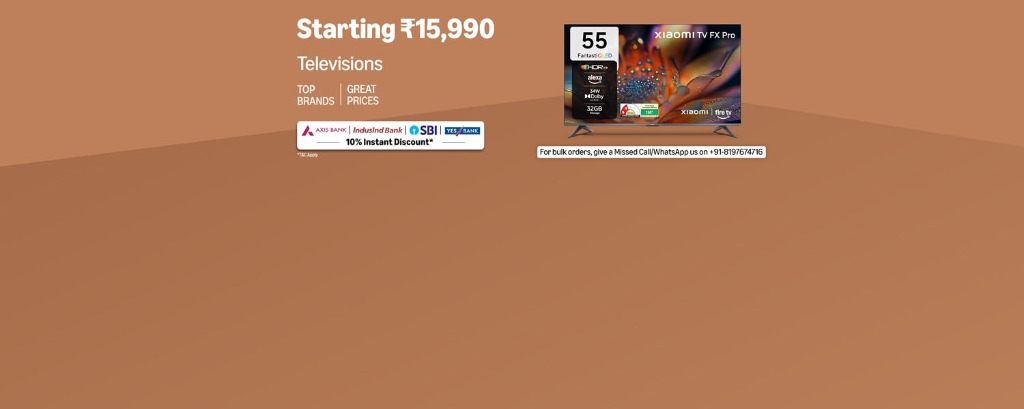 Starting ₹15,990
Televisions
TOP BRANDS | GREAT PRICES
AXIS BANK | IndusInd Bank | SBI | YES BANK
10% Instant Discount*
*T&C Apply
55
FantastiQLED
HDR
alexa
34W
Dolby
32GB
xiaomi TV FX Pro
xiaomi | fire tv
For bulk orders, give a Missed Call/WhatsApp us on +91-8197674716